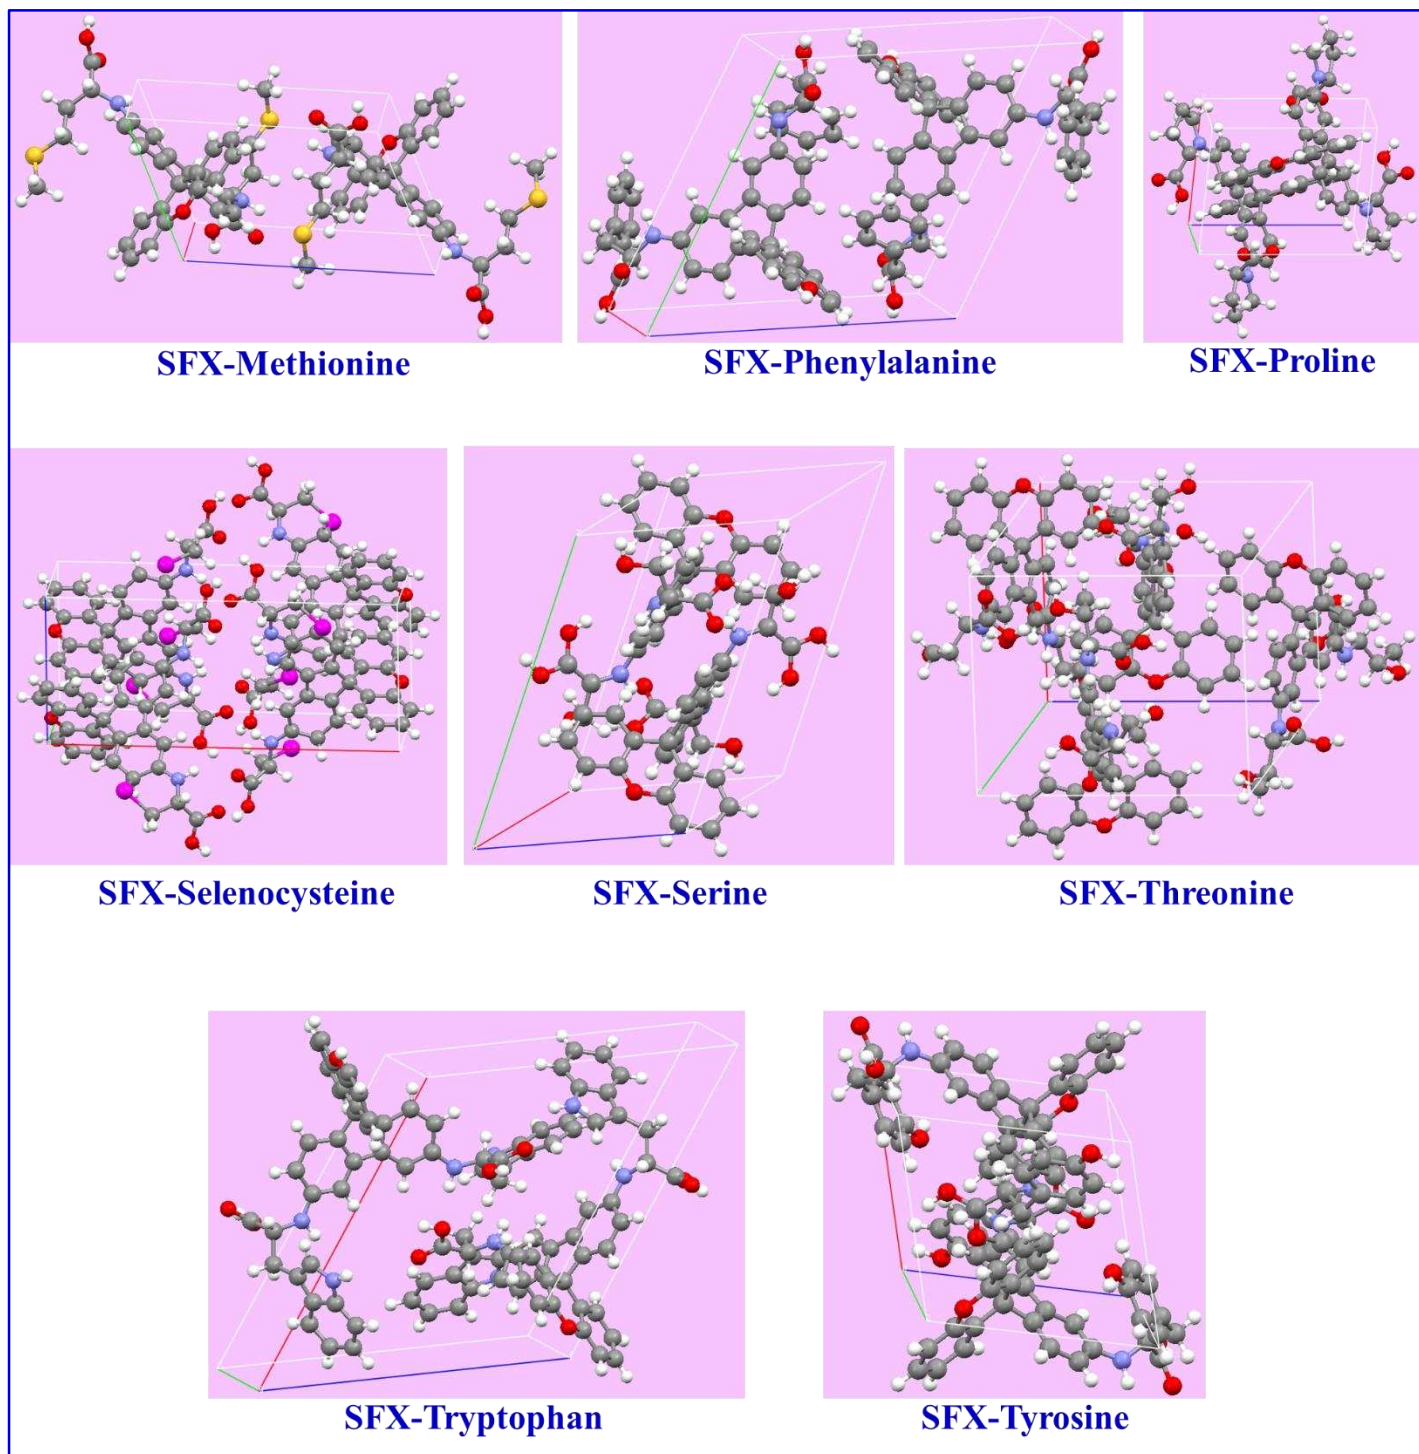 SFX-Methionine
SFX-Phenylalanine
SFX-Proline
SFX-Selenocysteine
SFX-Serine
SFX-Threonine
SFX-Tryptophan
SFX-Tyrosine